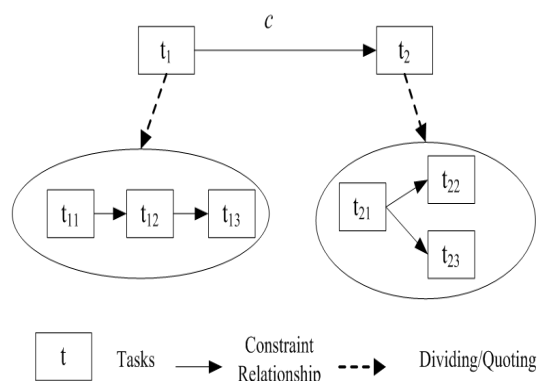 c
t₁ t₂
t₁₁ t₁₂ t₁₃
t₂₁ t₂₂
t₂₃
t Tasks Constraint Relationship Dividing/Quoting